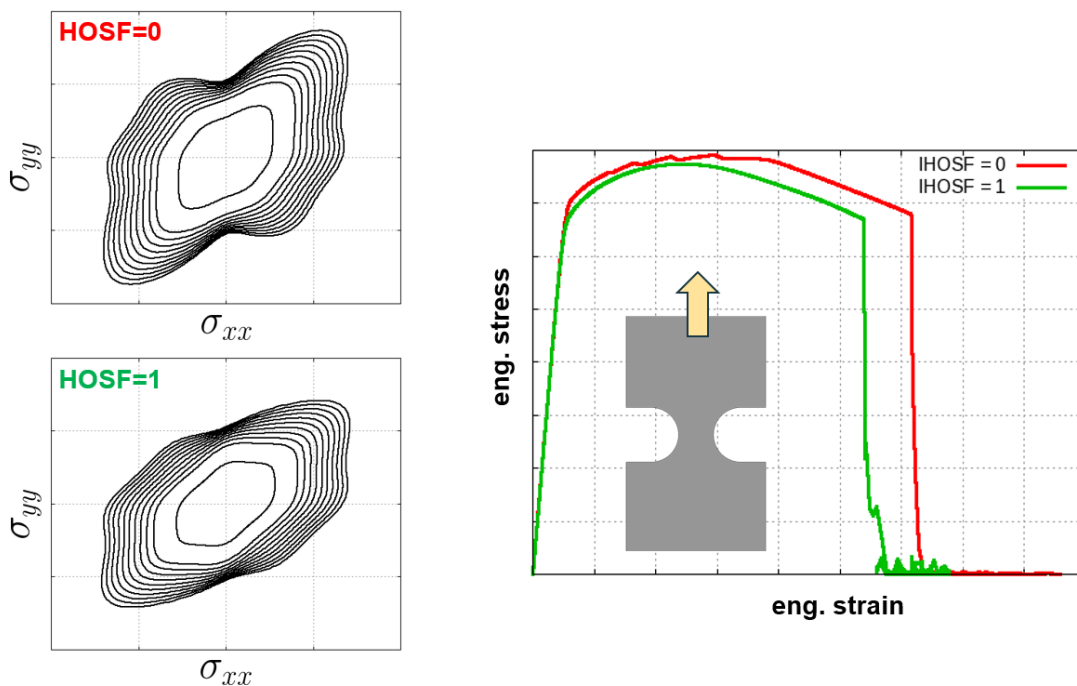 HOSF=0
σyy
σxx
HOSF=1
σyy
σxx
IHOSF = 0
IHOSF = 1
eng. stress
eng. strain